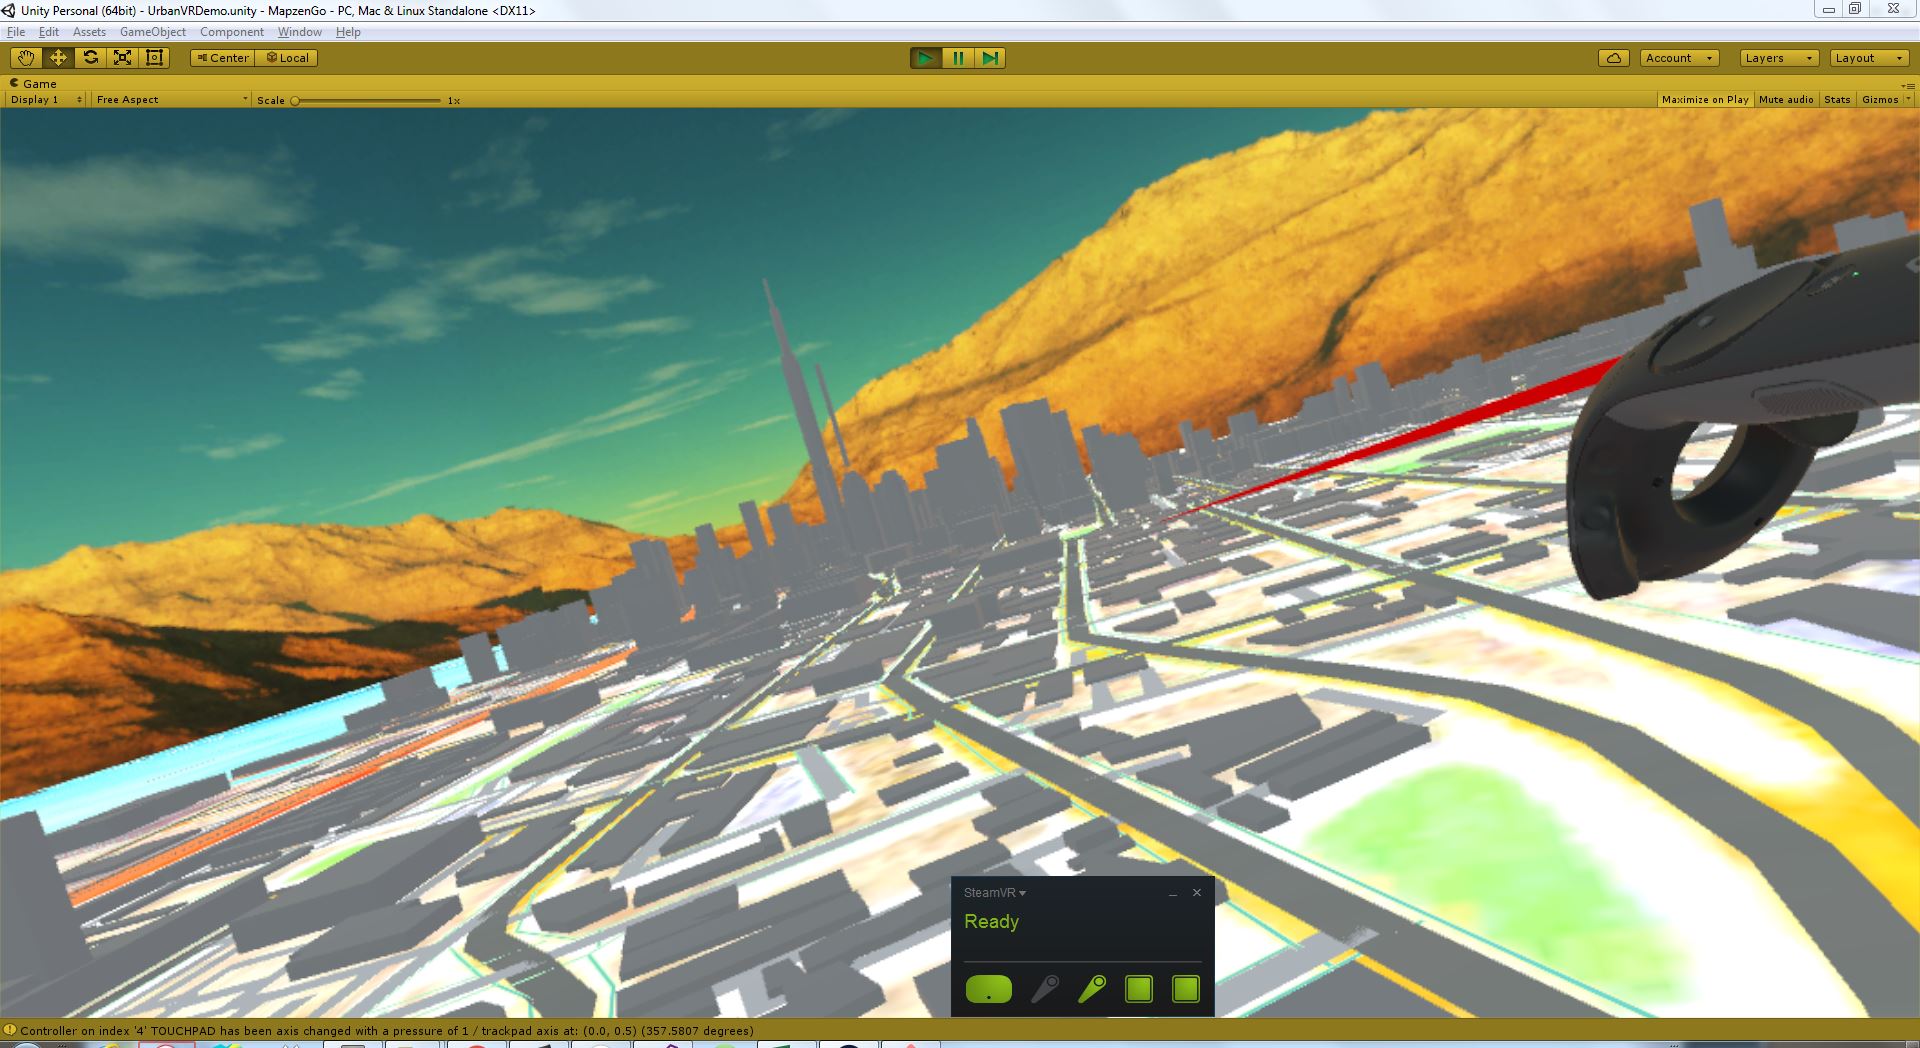 Unity Personal (64bit) - UrbanVRDemo.unity - MapzenGo - PC, Mac & Linux Standalone <DX11>
File Edit Assets GameObject Component Window Help
Center Local Account Layers Layout
Game
Display 1 Free Aspect Scale 1x Maximize on Play Mute audio Stats Gizmos
SteamVR
Ready
Controller on index '4' TOUCHPAD has been axis changed with a pressure of 1 / trackpad axis at: (0.0, 0.5) (357.5807 degrees)